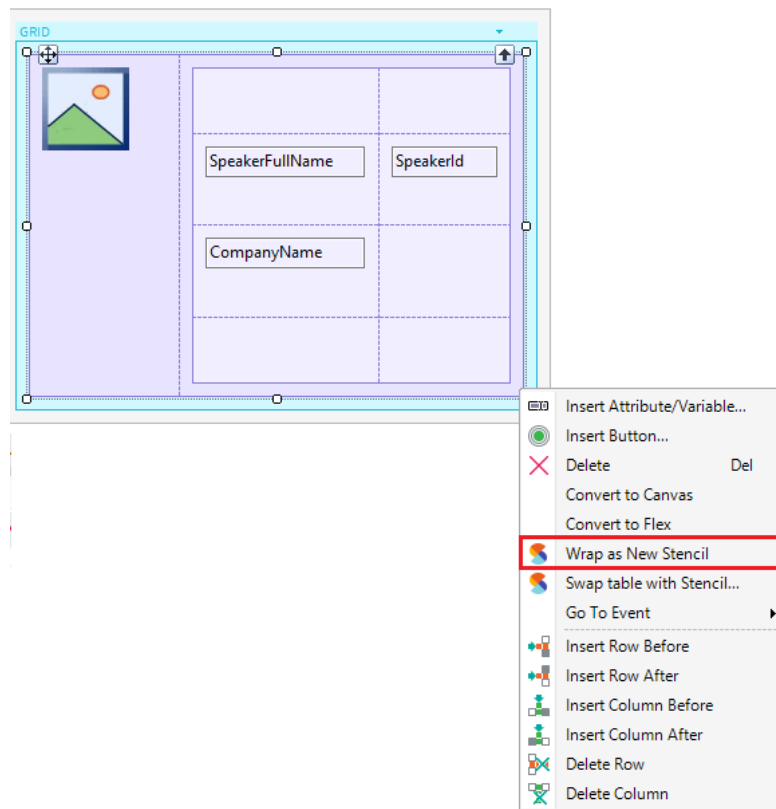 GRID
SpeakerFullName
SpeakerId
CompanyName
Insert Attribute/Variable...
Insert Button...
Delete Del
Convert to Canvas
Convert to Flex
Wrap as New Stencil
Swap table with Stencil...
Go To Event
Insert Row Before
Insert Row After
Insert Column Before
Insert Column After
Delete Row
Delete Column